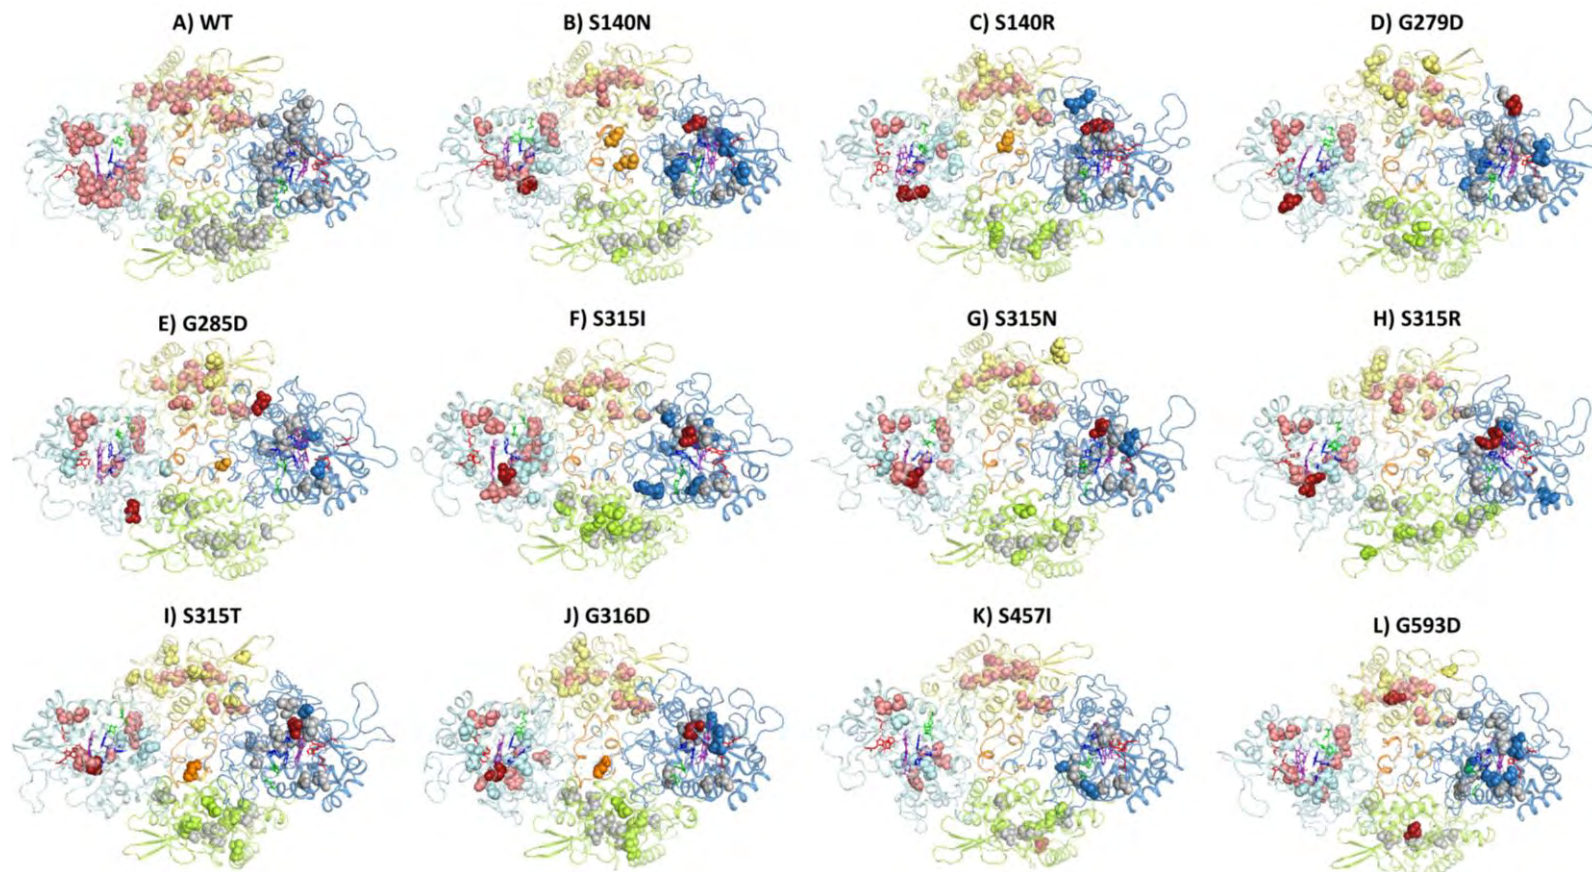 A) WT
B) S140N
C) S140R
D) G279D
E) G285D
F) S315I
G) S315N
H) S315R
I) S315T
J) G316D
K) S457I
L) G593D